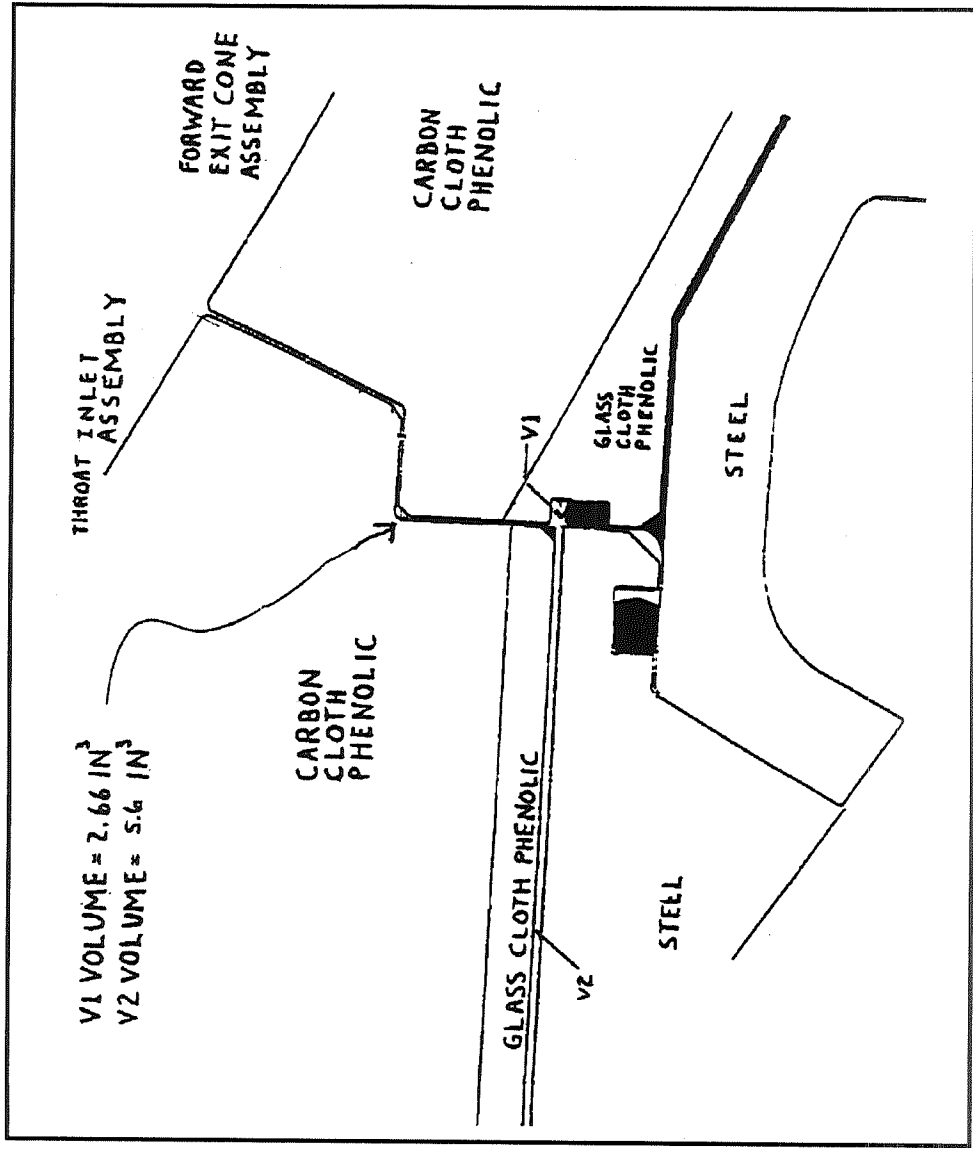 V1 VOLUME = 2.66 IN³
V2 VOLUME = 5.6 IN³
THROAT INLET
ASSEMBLY
FORWARD
EXIT CONE
ASSEMBLY
CARBON
CLOTH
PHENOLIC
CARBON
CLOTH
PHENOLIC
GLASS CLOTH PHENOLIC
V1
GLASS
CLOTH
PHENOLIC
V2
STEEL
STEEL